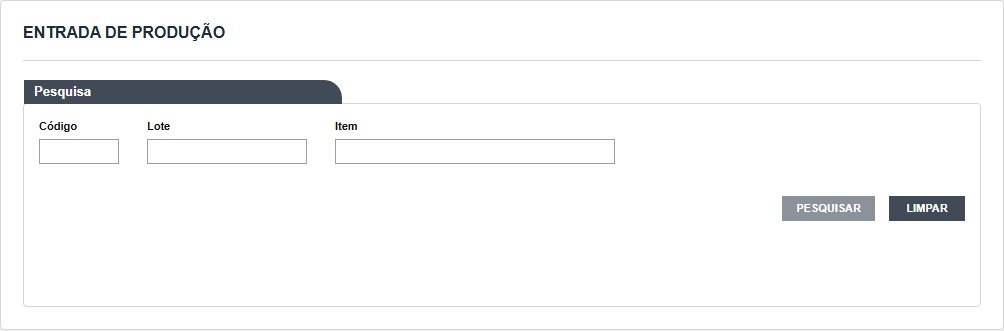 ENTRADA DE PRODUÇÃO
Pesquisa
Código Lote Item
PESQUISAR LIMPAR